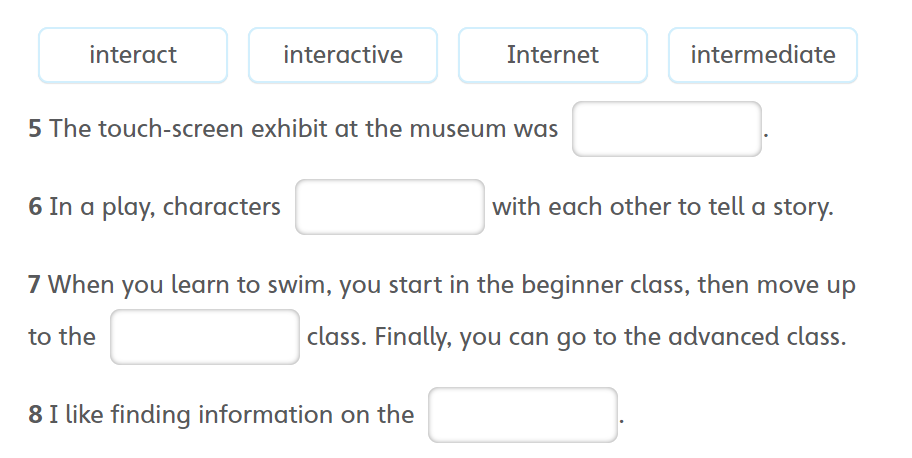 interact interactive Internet intermediate
5 The touch-screen exhibit at the museum was .
6 In a play, characters with each other to tell a story.
7 When you learn to swim, you start in the beginner class, then move up
to the class. Finally, you can go to the advanced class.
8 I like finding information on the .